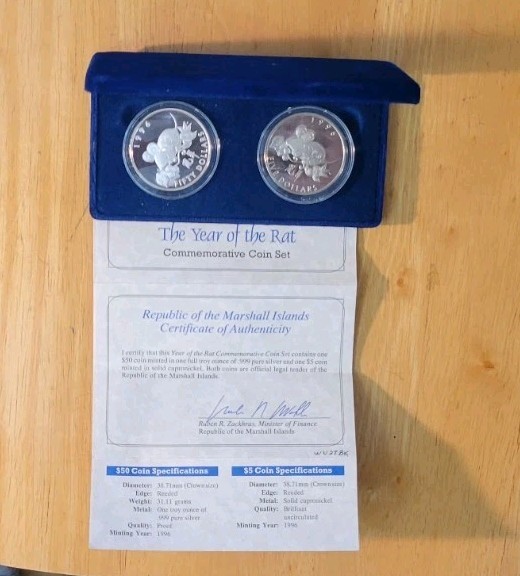 1996
FIFTY DOLLARS
1996
FIVE DOLLARS
The Year of the Rat
Commemorative Coin Set
Republic of the Marshall Islands
Certificate of Authenticity
I certify that this Year of the Rat Commemorative Coin Set contains one
$50 coin minted in one full troy ounce of .999 pure silver and one $5 coin
minted in solid cupronickel. Both coins are official legal tender of the
Republic of the Marshall Islands.
Ruben R. Zackhras, Minister of Finance
Republic of the Marshall Islands
$50 Coin Specifications
Diameter: 38.71mm (Crownsize)
Edge: Reeded
Weight: 31.11 grams
Metal: One troy ounce of
.999 pure silver
Quality: Proof
Minting Year: 1996
$5 Coin Specifications
Diameter: 38.71mm (Crownsize)
Edge: Reeded
Metal: Solid cupronickel
Quality: Brilliant
uncirculated
Minting Year: 1996